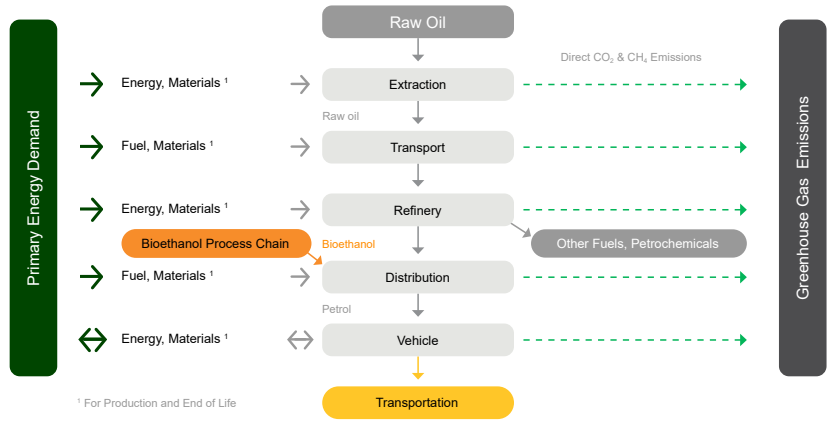 Primary Energy Demand
Raw Oil
Direct CO₂ & CH₄ Emissions
Energy, Materials ¹
Extraction
Raw oil
Fuel, Materials ¹
Transport
Energy, Materials ¹
Refinery
Bioethanol Process Chain
Bioethanol
Other Fuels, Petrochemicals
Fuel, Materials ¹
Distribution
Petrol
Energy, Materials ¹
Vehicle
¹ For Production and End of Life
Transportation
Greenhouse Gas Emissions